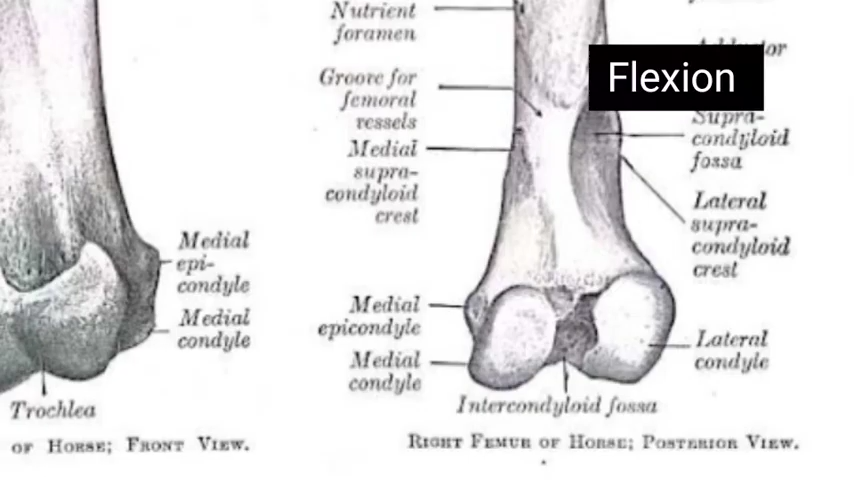 Nutrient
foramen
Groove for
femoral
vessels
Medial
supra-
condyloid
crest
Medial
epicondyle
Medial
condyle
Flexion
Supra-
condyloid
fossa
Lateral
supra-
condyloid
crest
Lateral
condyle
Intercondyloid fossa
RIGHT FEMUR OF HORSE; POSTERIOR VIEW.
Medial
epi-
condyle
Medial
condyle
Trochlea
OF HORSE; FRONT VIEW.